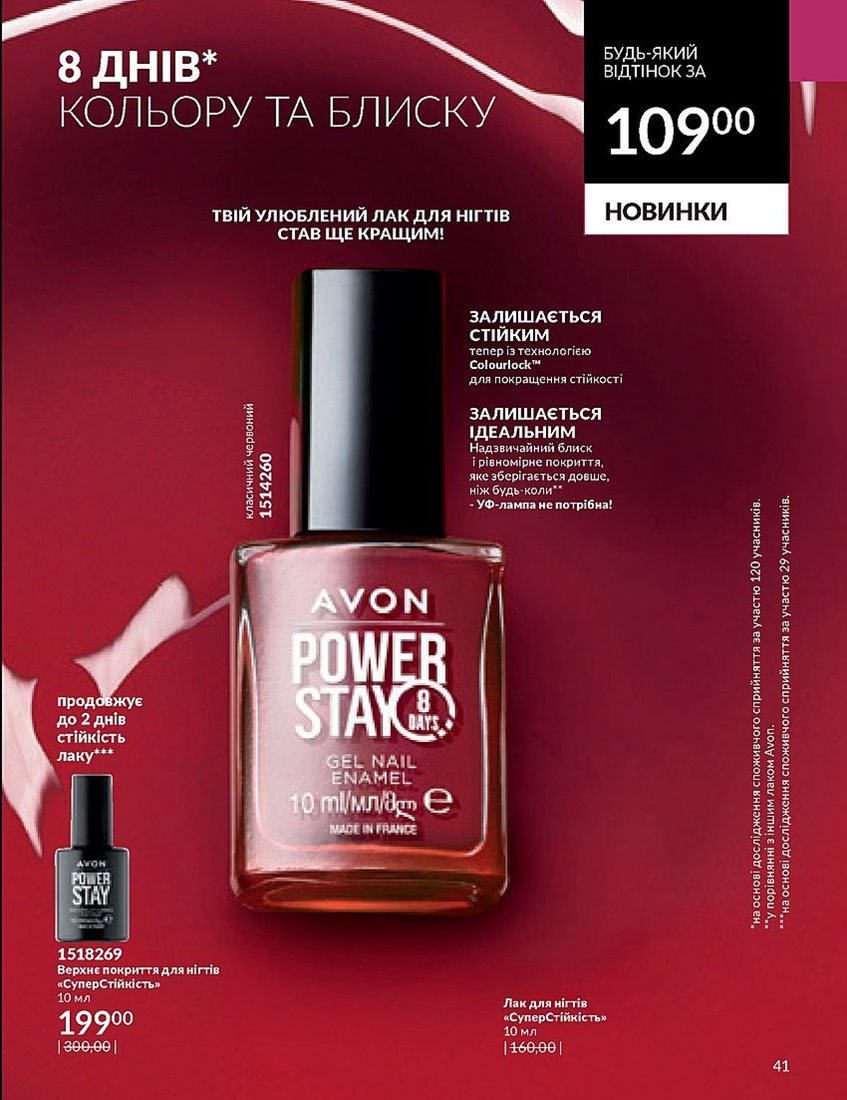 8 ДНІВ*
КОЛЬОРУ ТА БЛИСКУ
БУДЬ-ЯКИЙ
ВІДТІНОК ЗА
109⁰⁰
НОВИНКИ
ТВІЙ УЛЮБЛЕНИЙ ЛАК ДЛЯ НІГТІВ
СТАВ ЩЕ КРАЩИМ!
ЗАЛИШАЄТЬСЯ
СТІЙКИМ
тепер із технологією
Colourlock™
для покращення стійкості
ЗАЛИШАЄТЬСЯ
ІДЕАЛЬНИМ
Надзвичайний блиск
і рівномірне покриття,
яке зберігається довше,
ніж будь-коли**
- УФ-лампа не потрібна!
класичний червоний
1514260
AVON
POWER
STAY
8
DAYS
GEL NAIL
ENAMEL
10 ml/мл/
MADE IN FRANCE
продовжує
до 2 днів
стійкість
лаку***
AVON
POWER
STAY
1518269
Верхнє покриття для нігтів
«СуперСтійкість»
10 мл
199⁰⁰
|300,00|
Лак для нігтів
«СуперСтійкість»
10 мл
|160,00|
*на основі дослідження споживчого сприйняття за участю 120 учасників.
**у порівнянні з іншим лаком Avon.
***на основі дослідження споживчого сприйняття за участю 29 учасників.
41